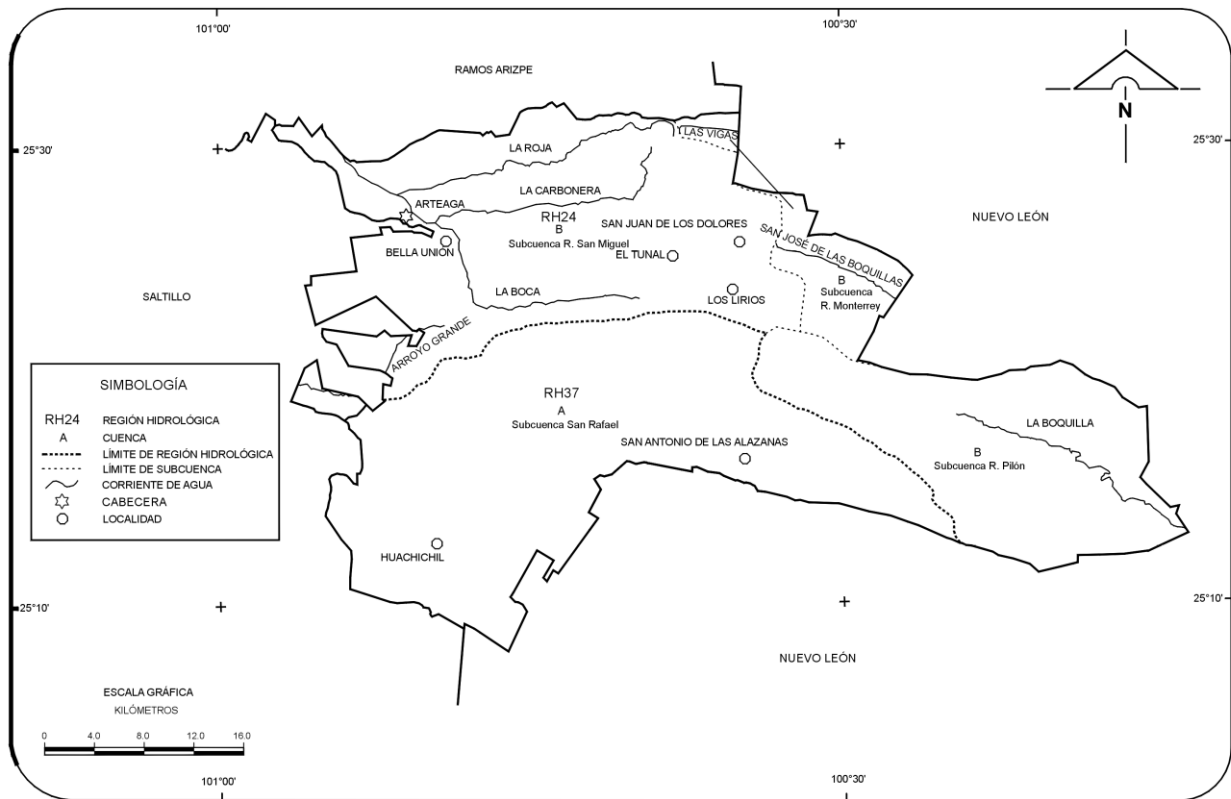 101°00'
100°30'
RAMOS ARIZPE
N
25°30'
25°30'
LAS VIGAS
LA ROJA
LA CARBONERA
ARTEAGA
RH24
B
Subcuenca R. San Miguel
SAN JUAN DE LOS DOLORES
NUEVO LEÓN
SAN JOSÉ DE LAS BOQUILLAS
BELLA UNIÓN
EL TUNAL
B
Subcuenca
R. Monterrey
SALTILLO
LA BOCA
LOS LIRIOS
ARROYO GRANDE
SIMBOLOGÍA
RH24 REGIÓN HIDROLÓGICA
A CUENCA
LÍMITE DE REGIÓN HIDROLÓGICA
LÍMITE DE SUBCUENCA
CORRIENTE DE AGUA
CABECERA
LOCALIDAD
RH37
A
Subcuenca San Rafael
LA BOQUILLA
SAN ANTONIO DE LAS ALAZANAS
B
Subcuenca R. Pilón
HUACHICHIL
25°10'
25°10'
NUEVO LEÓN
ESCALA GRÁFICA
KILÓMETROS
0 4.0 8.0 12.0 16.0
101°00'
100°30'